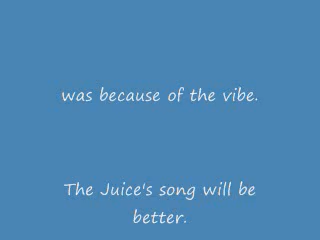 was because of the vibe.
The Juice's song will be
better.